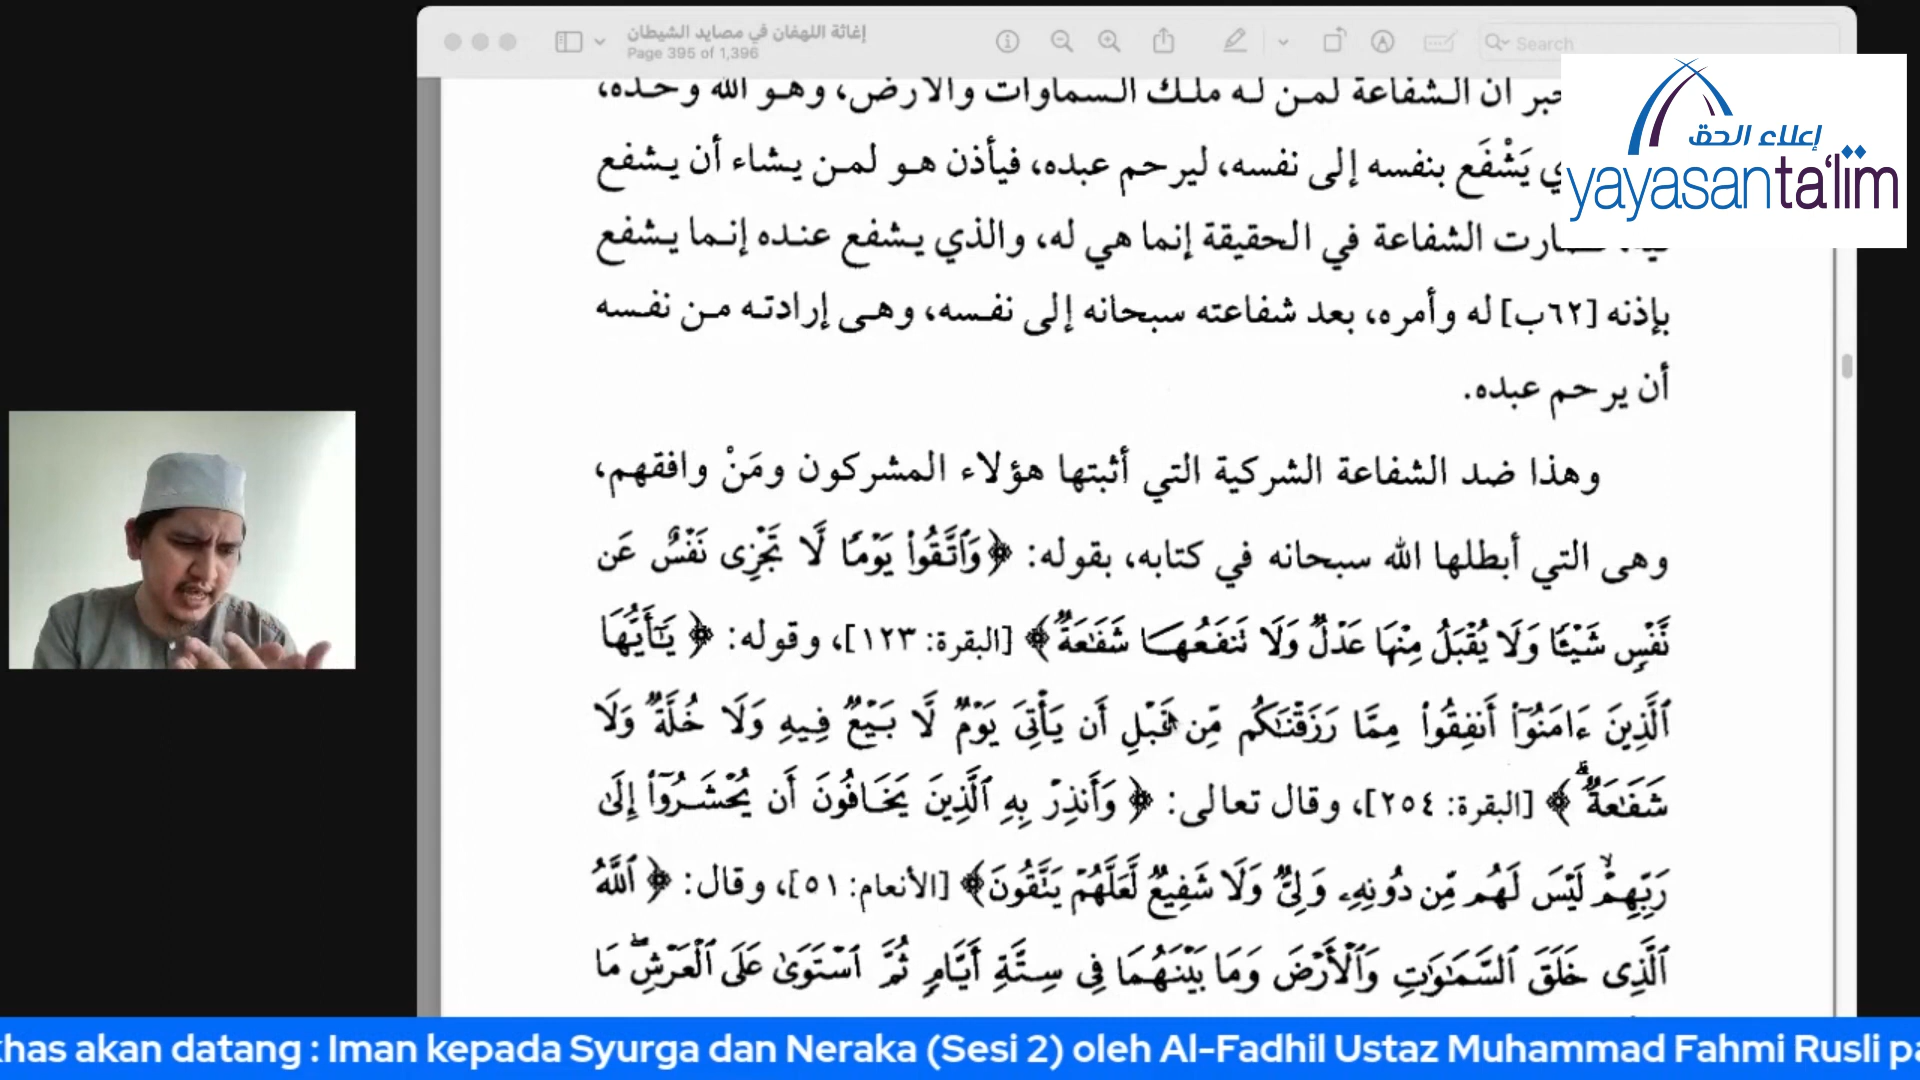 إغاثة اللهفان في مصايد الشيطان
Page 395 of 1,396
Search
إعلاء الحق
yayasanta'lim
أن الشفاعة لمن له ملك السماوات والأرض، وهو الله وحده،
يَشْفَع بنفسه إلى نفسه، ليرحم عبده، فيأذن هو لمن يشاء أن يشفع
الشفاعة في الحقيقة إنما هي له، والذي يشفع عنده إنما يشفع
بإذنه [٦٢ب] له وأمره، بعد شفاعته سبحانه إلى نفسه، وهى إرادته من نفسه
أن يرحم عبده.
وهذا ضد الشفاعة الشركية التي أثبتها هؤلاء المشركون ومَنْ وافقهم،
وهى التي أبطلها الله سبحانه في كتابه، بقوله: ﴿وَٱتَّقُوا۟ يَوْمًا لَّا تَجْزِى نَفْسٌ عَن
نَّفْسٍ شَيْـًٔا وَلَا يُقْبَلُ مِنْهَا عَدْلٌ وَلَا تَنفَعُهَا شَفَـٰعَةٌ﴾ [البقرة: ١٢٣]، وقوله: ﴿يَـٰٓأَيُّهَا
ٱلَّذِينَ ءَامَنُوٓا۟ أَنفِقُوا۟ مِمَّا رَزَقْنَـٰكُم مِّن قَبْلِ أَن يَأْتِىَ يَوْمٌ لَّا بَيْعٌ فِيهِ وَلَا خُلَّةٌ وَلَا
شَفَـٰعَةٌ ۗ﴾ [البقرة: ٢٥٤]، وقال تعالى: ﴿وَأَنذِرْ بِهِ ٱلَّذِينَ يَخَافُونَ أَن يُحْشَرُوٓا۟ إِلَىٰ
رَبِّهِمْ ۙ لَيْسَ لَهُم مِّن دُونِهِۦ وَلِىٌّ وَلَا شَفِيعٌ لَّعَلَّهُمْ يَتَّقُونَ﴾ [الأنعام: ٥١]، وقال: ﴿ٱللَّهُ
ٱلَّذِى خَلَقَ ٱلسَّمَـٰوَٰتِ وَٱلْأَرْضَ وَمَا بَيْنَهُمَا فِى سِتَّةِ أَيَّامٍ ثُمَّ ٱسْتَوَىٰ عَلَى ٱلْعَرْشِ ۖ مَا
khas akan datang : Iman kepada Syurga dan Neraka (Sesi 2) oleh Al-Fadhil Ustaz Muhammad Fahmi Rusli pa